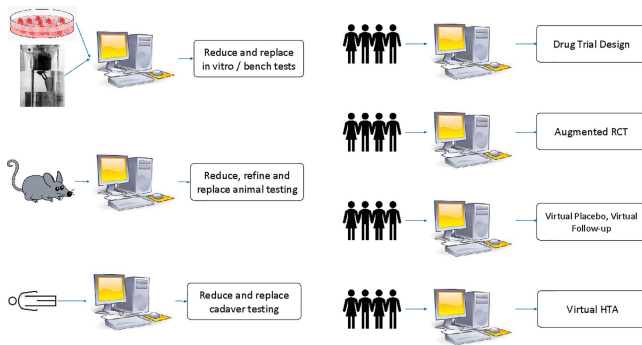 Reduce and replace
in vitro / bench tests
Reduce, refine and
replace animal testing
Reduce and replace
cadaver testing
Drug Trial Design
Augmented RCT
Virtual Placebo, Virtual
Follow-up
Virtual HTA